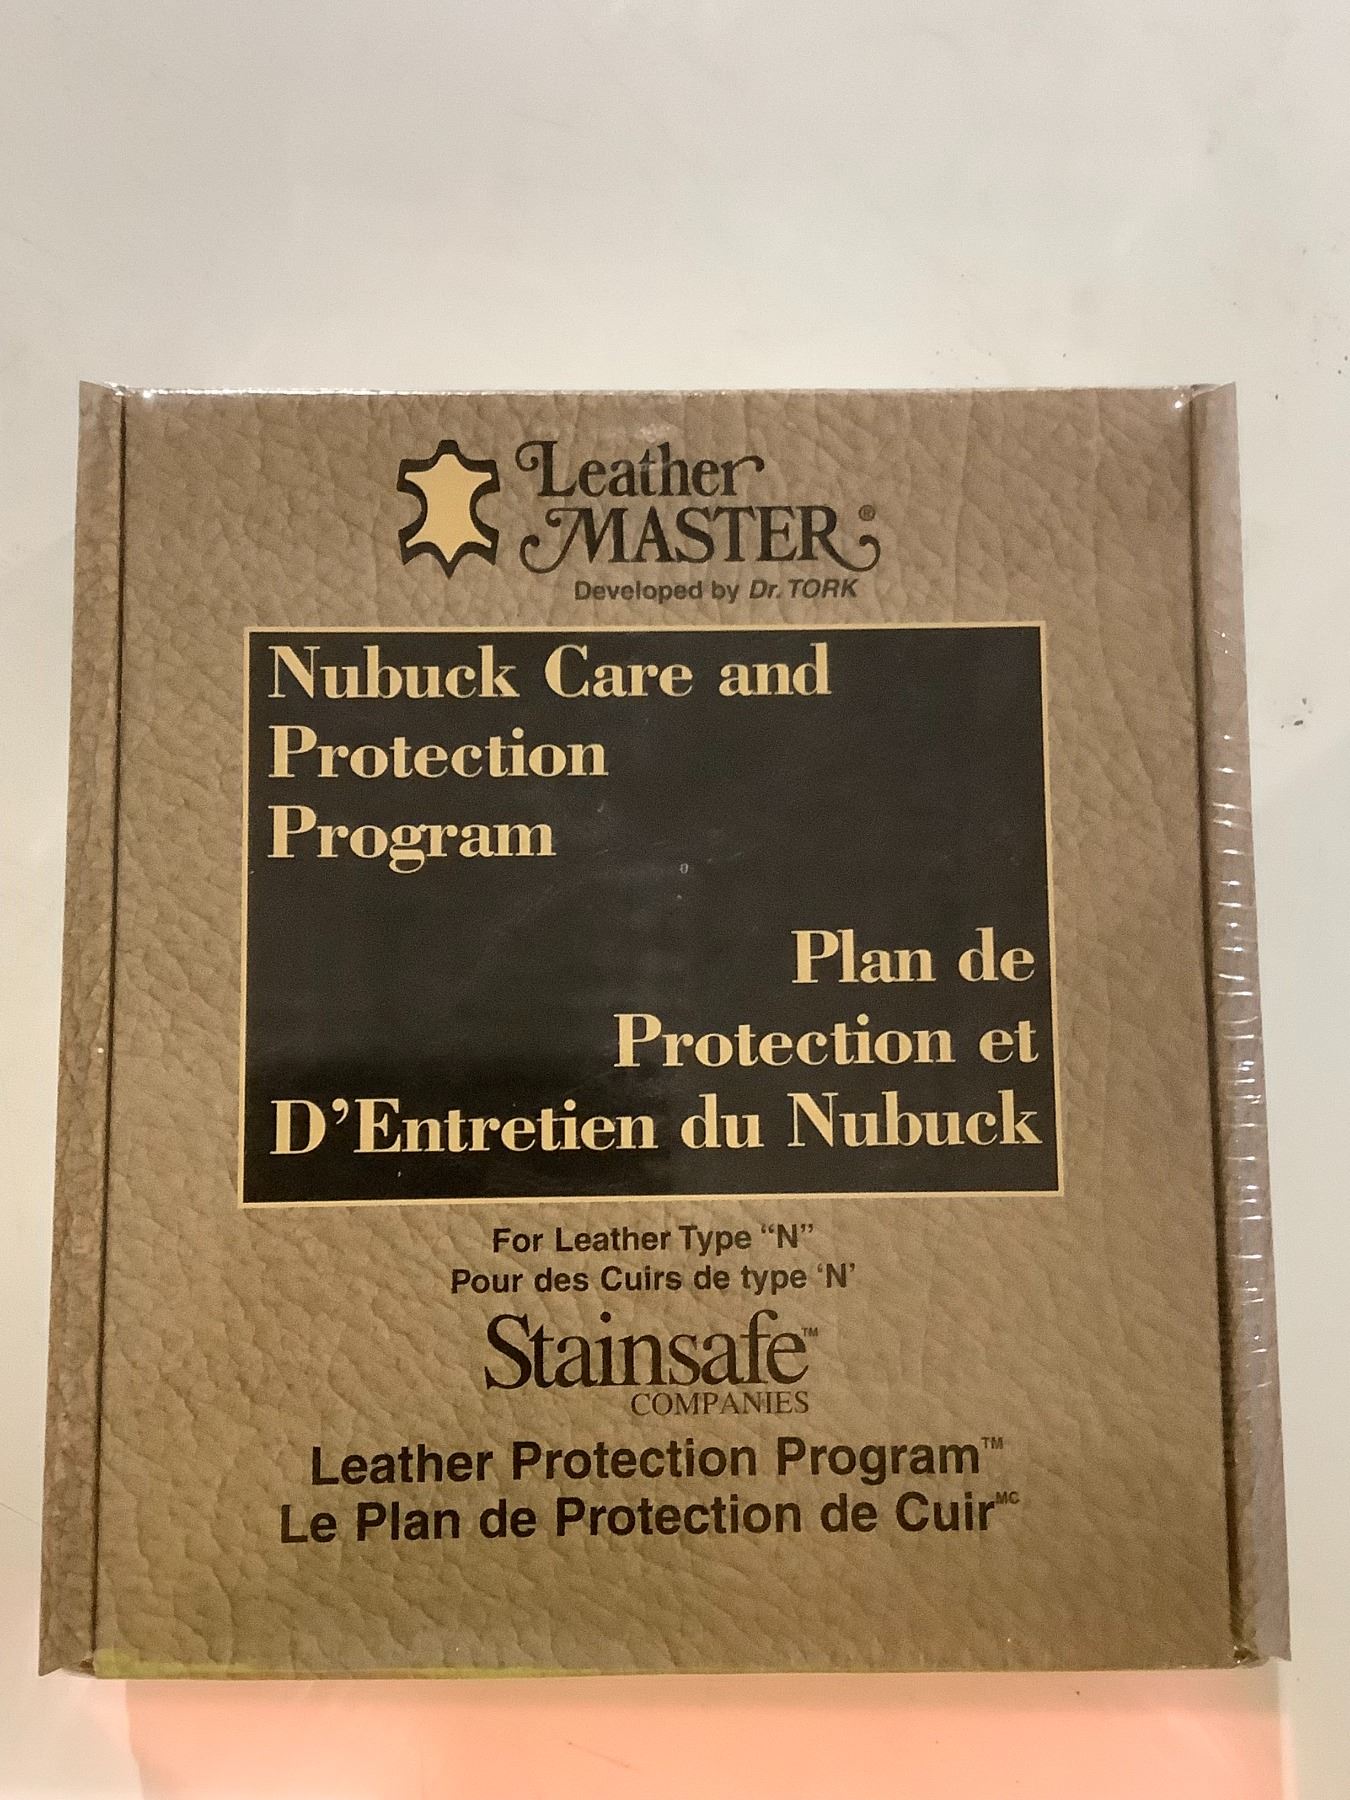 Leather
MASTER®
Developed by Dr. TORK
Nubuck Care and
Protection
Program
Plan de
Protection et
D’Entretien du Nubuck
For Leather Type “N”
Pour des Cuirs de type ‘N’
Stainsafe™
COMPANIES
Leather Protection Program™
Le Plan de Protection de Cuir MC